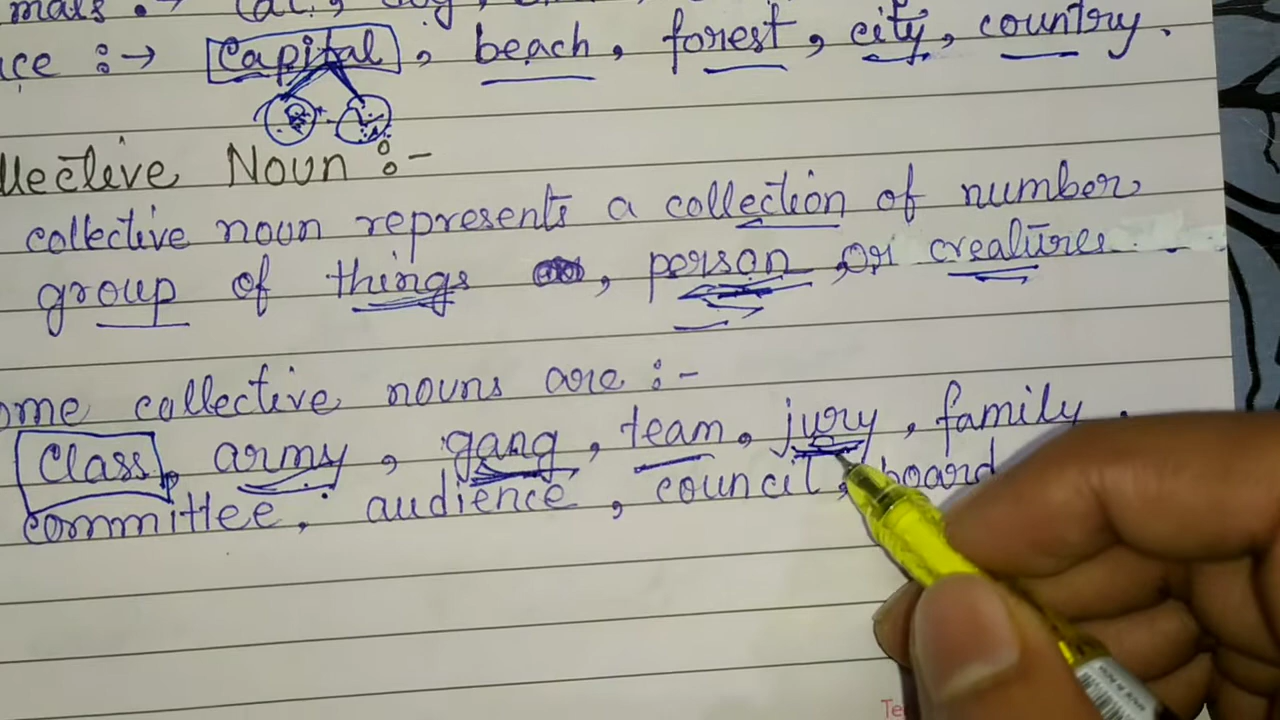 ce :→ Capital, beach, forest, city, country.
llective Noun :-
collective noun represents a collection of number
group of things , person, or creatures
ome collective nouns are :-
Class, army, gang, team, jury, family,
committee, audience, council, board